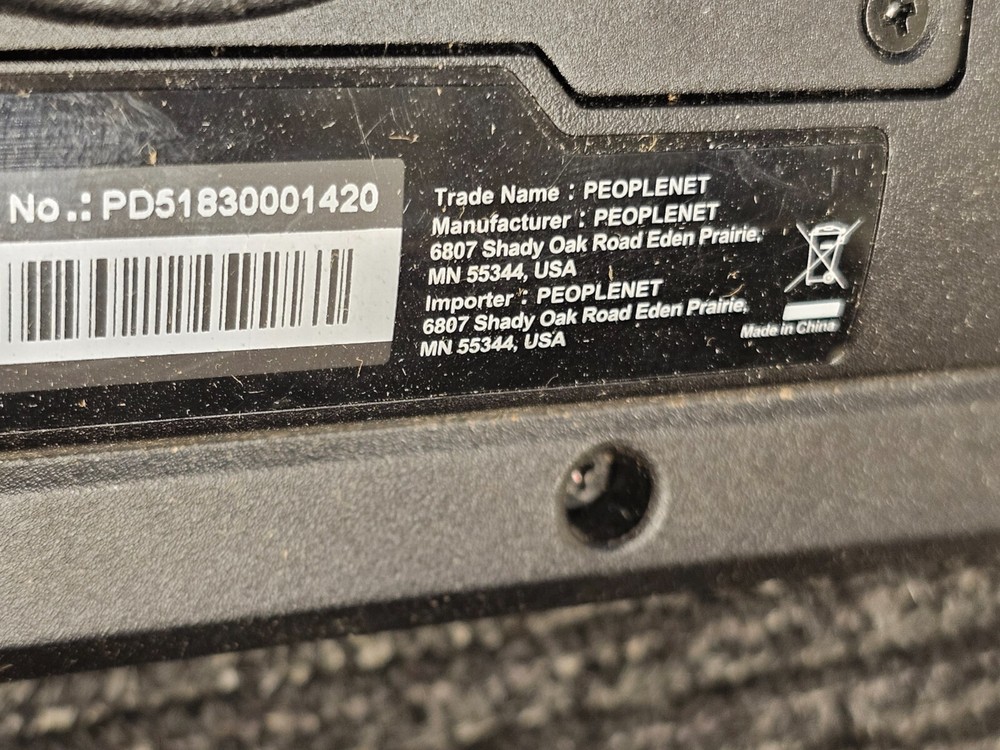 No.: PD51830001420
Trade Name : PEOPLENET
Manufacturer : PEOPLENET
6807 Shady Oak Road Eden Prairie,
MN 55344, USA
Importer : PEOPLENET
6807 Shady Oak Road Eden Prairie,
MN 55344, USA
Made in China